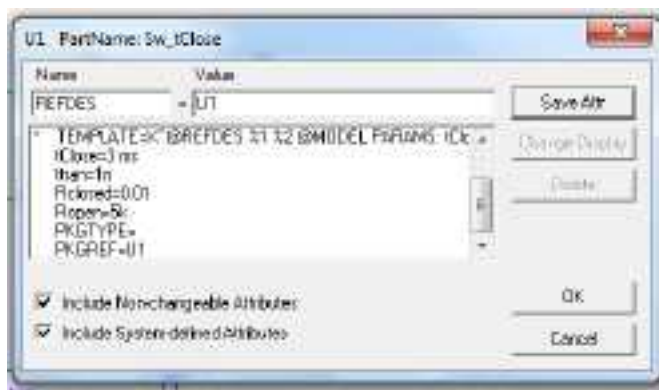 U1 PartName: Sw_tClose
Name Value
REFDES = U1 Save Attr
* TEMPLATE=X^@REFDES %1 %2 @MODEL PARAMS: tClo
tClose=3 ms
ttran=1n
Rclosed=0.01
Ropen=5k
PKGTYPE=
PKGREF=U1
Change Display
Delete
Include Non-changeable Attributes
Include System-defined Attributes
OK
Cancel